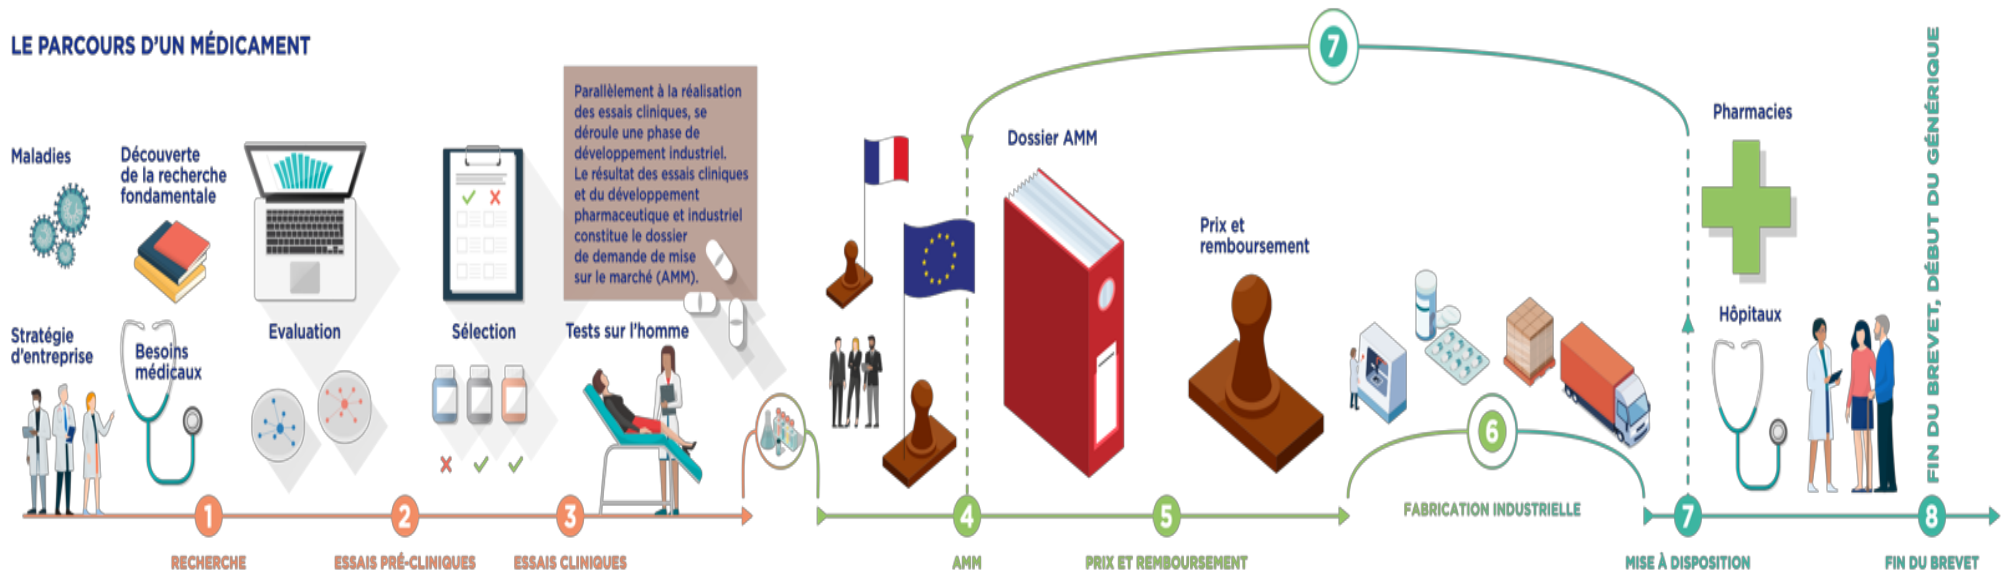 LE PARCOURS D'UN MÉDICAMENT
Maladies
Découverte
de la recherche
fondamentale
Stratégie
d'entreprise
Besoins
médicaux
Evaluation
Sélection
Parallèlement à la réalisation
des essais cliniques, se
déroule une phase de
développement industriel.
Le résultat des essais cliniques
et du développement
pharmaceutique et industriel
constitue le dossier
de demande de mise
sur le marché (AMM).
Tests sur l'homme
1
RECHERCHE
2
ESSAIS PRÉ-CLINIQUES
3
ESSAIS CLINIQUES
Dossier AMM
4
AMM
Prix et
remboursement
5
PRIX ET REMBOURSEMENT
6
FABRICATION INDUSTRIELLE
7
7
MISE À DISPOSITION
Pharmacies
Hôpitaux
FIN DU BREVET, DÉBUT DU GÉNÉRIQUE
8
FIN DU BREVET